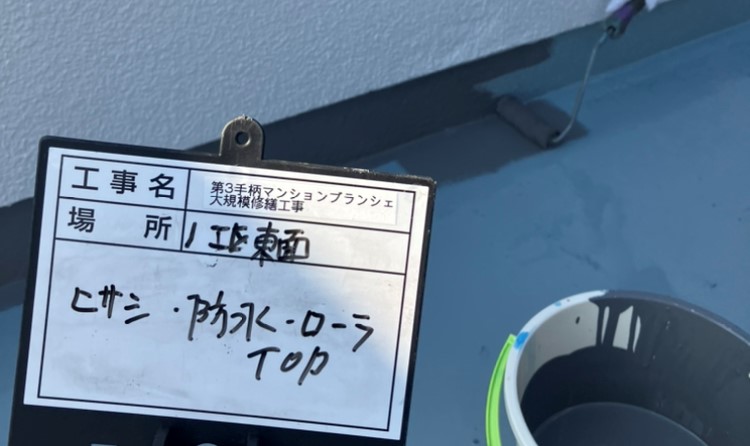 工事名
第3手柄マンションブランシェ
大規模修繕工事
場所
1工区東面
ヒサシ・防水・ローラ
TOP